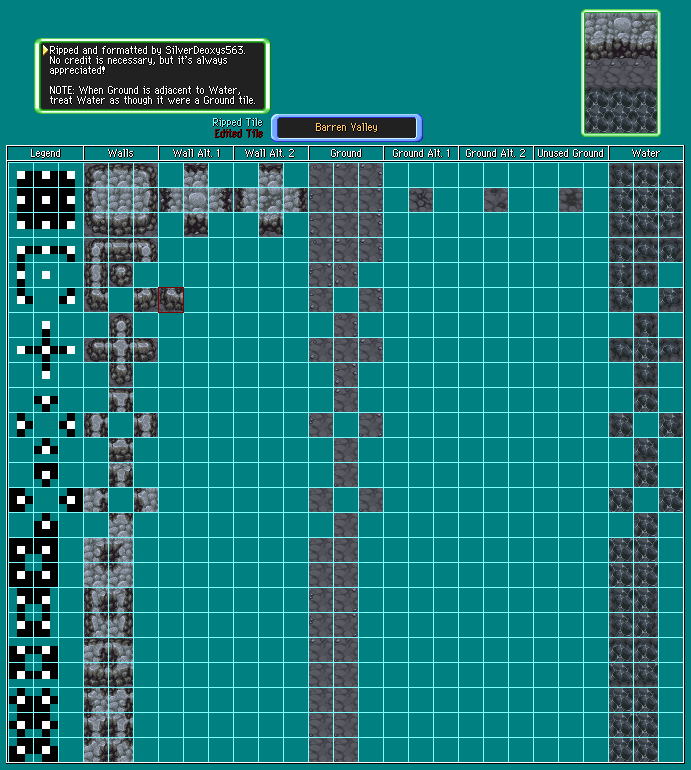 Ripped and formatted by SilverDeoxys563.
No credit is necessary, but it's always
appreciated!
NOTE: When Ground is adjacent to Water,
treat Water as though it were a Ground tile.
Ripped Tile
Edited Tile
Barren Valley
Legend Walls Wall Alt. 1 Wall Alt. 2 Ground Ground Alt. 1 Ground Alt. 2 Unused Ground Water